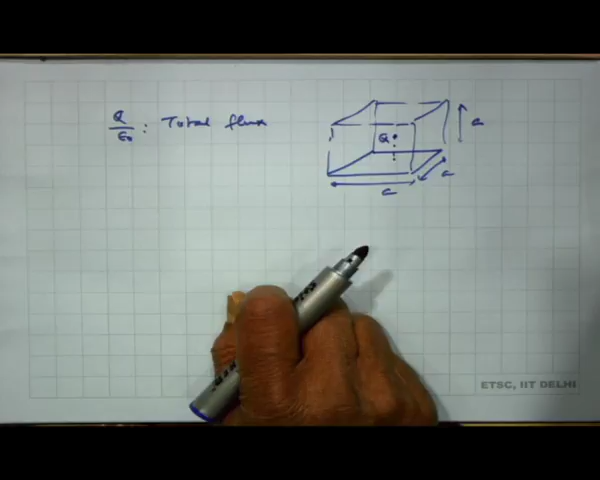 Q/ε₀ : Total flux
Q
a
a
a
ETSC, IIT DELHI